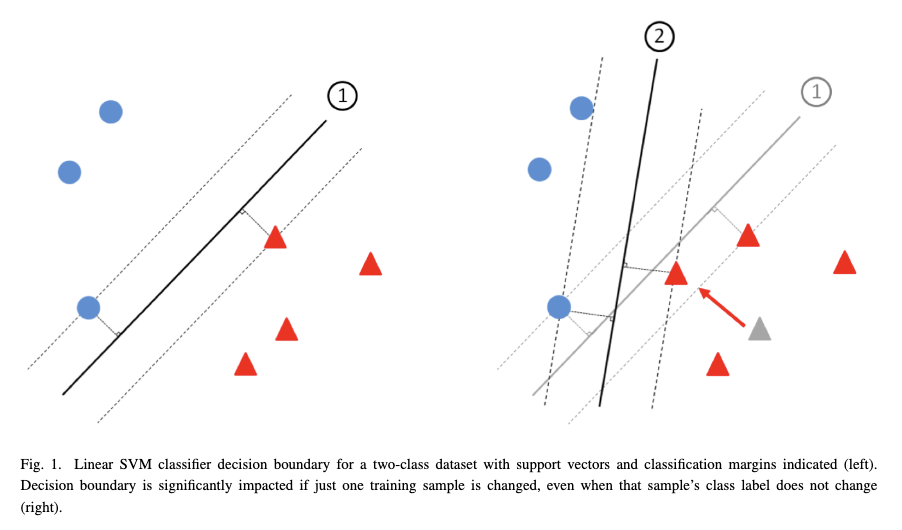 2
1
1
Fig. 1. Linear SVM classifier decision boundary for a two-class dataset with support vectors and classification margins indicated (left).
Decision boundary is significantly impacted if just one training sample is changed, even when that sample's class label does not change
(right).